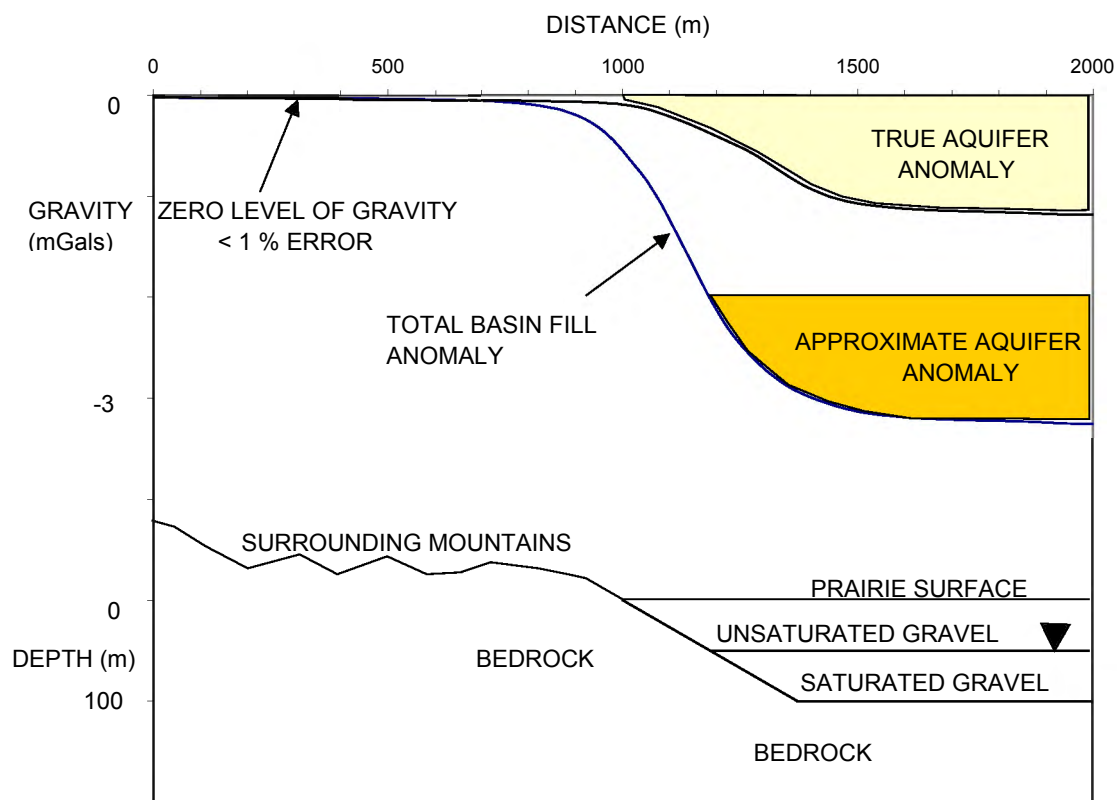 DISTANCE (m)
0 500 1000 1500 2000
0
TRUE AQUIFER
ANOMALY
GRAVITY
(mGals)
ZERO LEVEL OF GRAVITY
< 1 % ERROR
TOTAL BASIN FILL
ANOMALY
APPROXIMATE AQUIFER
ANOMALY
-3
SURROUNDING MOUNTAINS
PRAIRIE SURFACE
0
UNSATURATED GRAVEL
DEPTH (m)
BEDROCK
SATURATED GRAVEL
100
BEDROCK